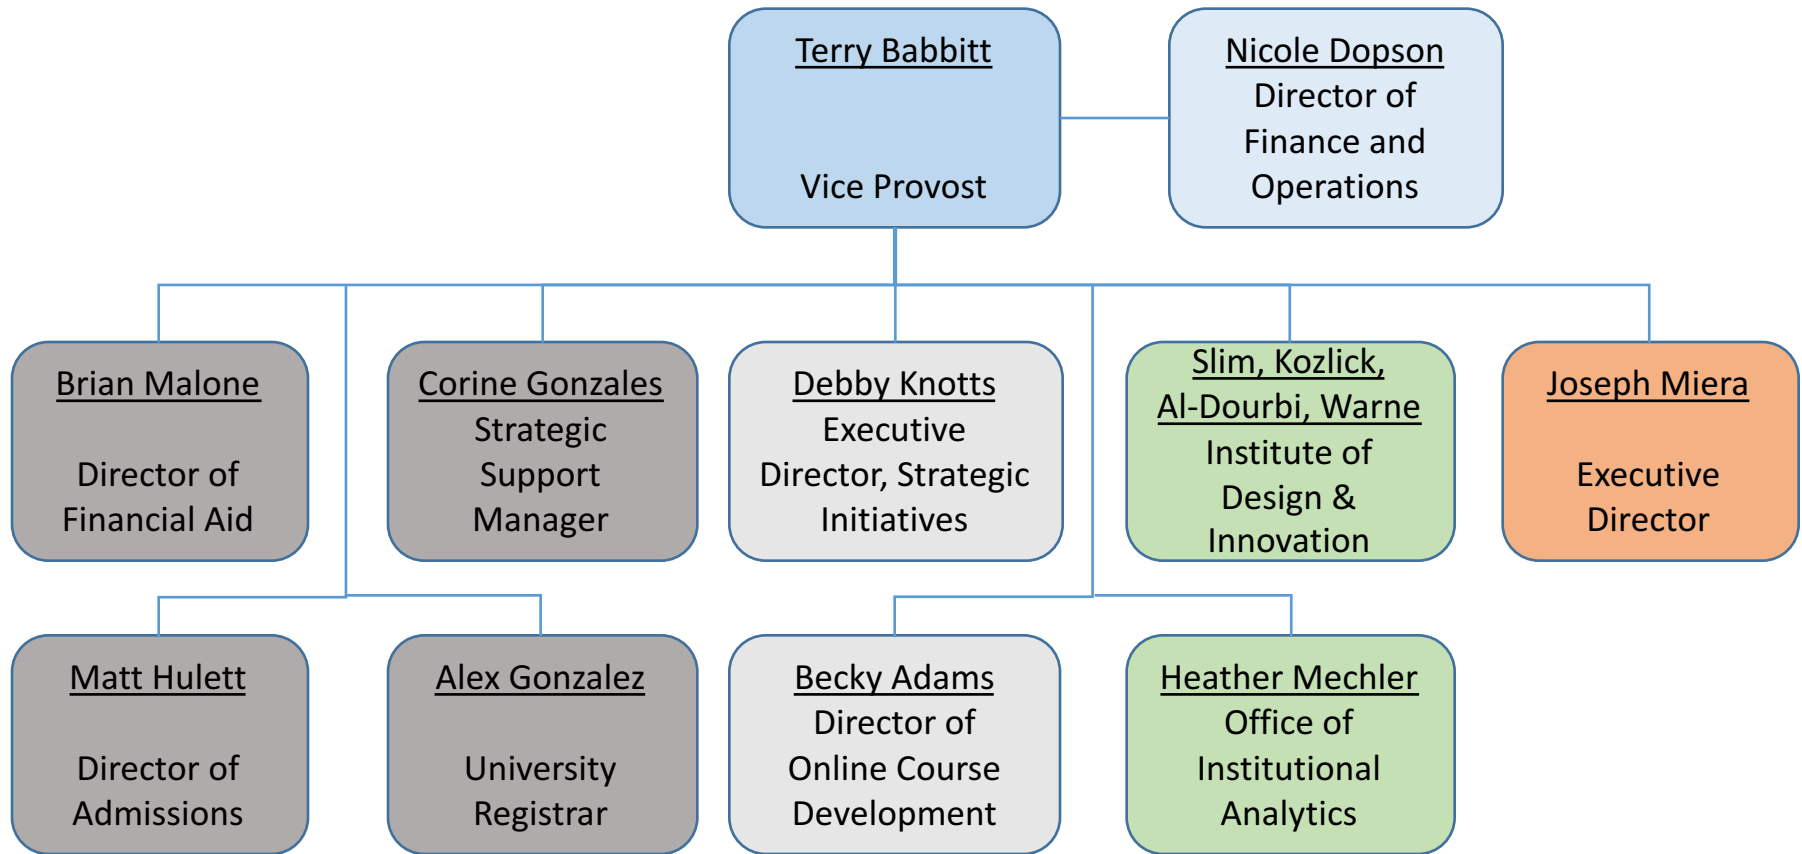 Terry Babbitt
Vice Provost
Nicole Dopson
Director of
Finance and
Operations
Brian Malone
Director of
Financial Aid
Corine Gonzales
Strategic
Support
Manager
Debby Knotts
Executive
Director, Strategic
Initiatives
Slim, Kozlick,
Al-Dourbi, Warne
Institute of
Design &
Innovation
Joseph Miera
Executive
Director
Matt Hulett
Director of
Admissions
Alex Gonzalez
University
Registrar
Becky Adams
Director of
Online Course
Development
Heather Mechler
Office of
Institutional
Analytics